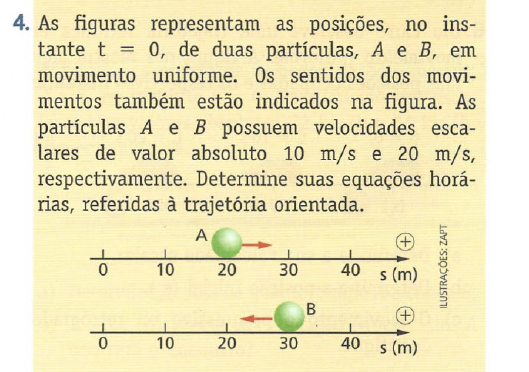 4. As figuras representam as posições, no ins-
tante t = 0, de duas partículas, A e B, em
movimento uniforme. Os sentidos dos movi-
mentos também estão indicados na figura. As
partículas A e B possuem velocidades esca-
lares de valor absoluto 10 m/s e 20 m/s,
respectivamente. Determine suas equações horá-
rias, referidas à trajetória orientada.
A
+
0 10 20 30 40 s (m)
B
+
0 10 20 30 40 s (m)
ILUSTRAÇÕES: ZAPT